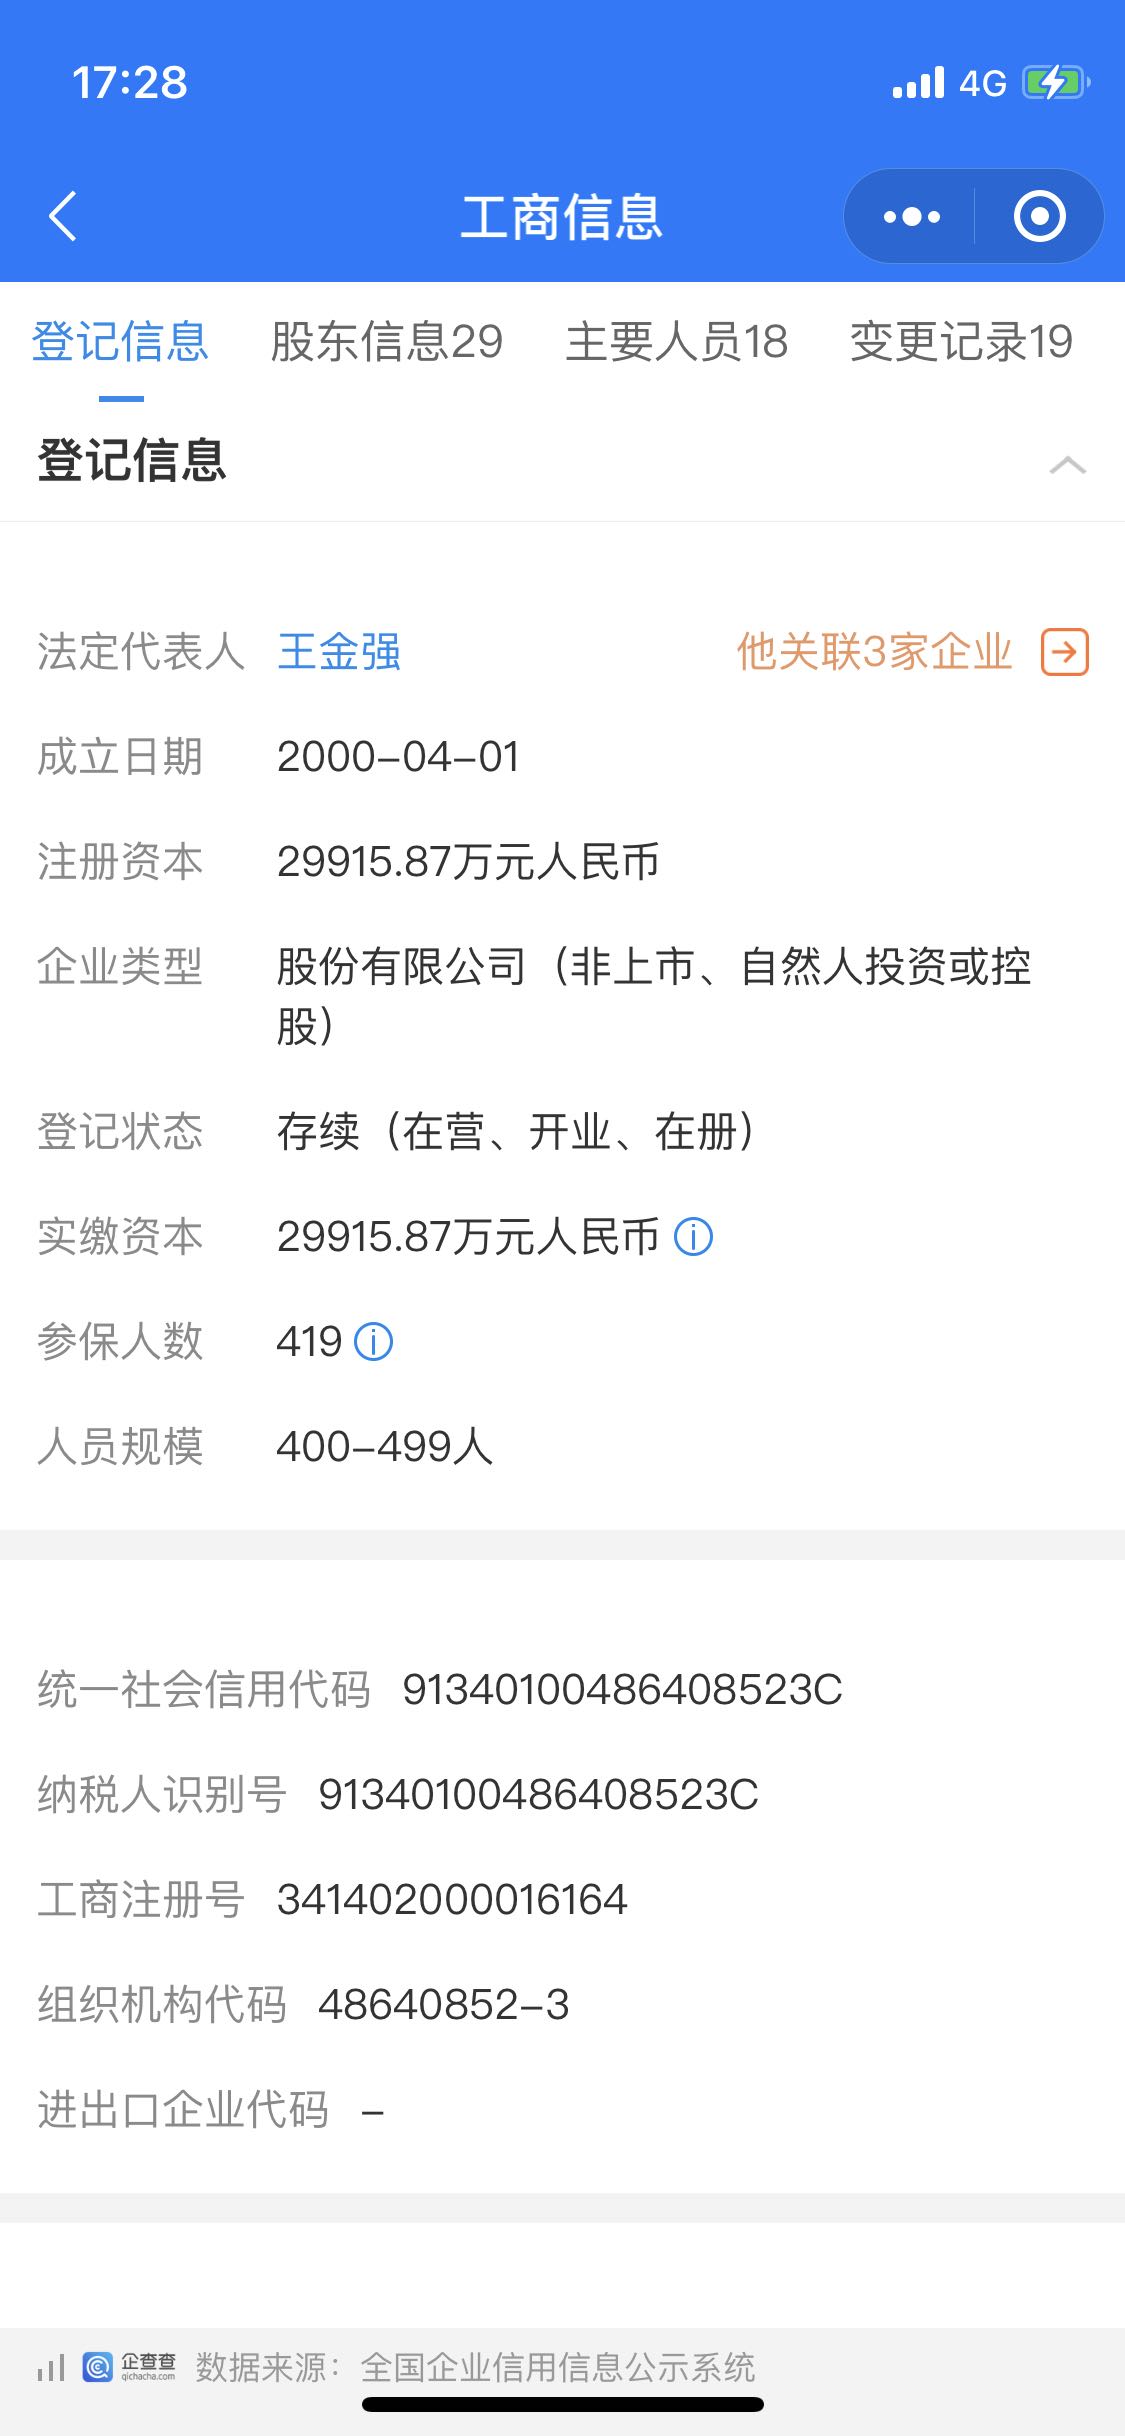 17:28
4G
工商信息
登记信息 股东信息29 主要人员18 变更记录19
登记信息
法定代表人 王金强 他关联3家企业
成立日期 2000-04-01
注册资本 29915.87万元人民币
企业类型 股份有限公司（非上市、自然人投资或控
股）
登记状态 存续（在营、开业、在册）
实缴资本 29915.87万元人民币
参保人数 419
人员规模 400-499人
统一社会信用代码 91340100486408523C
纳税人识别号 91340100486408523C
工商注册号 341402000016164
组织机构代码 48640852-3
进出口企业代码 -
企查查 qichacha.com 数据来源：全国企业信用信息公示系统